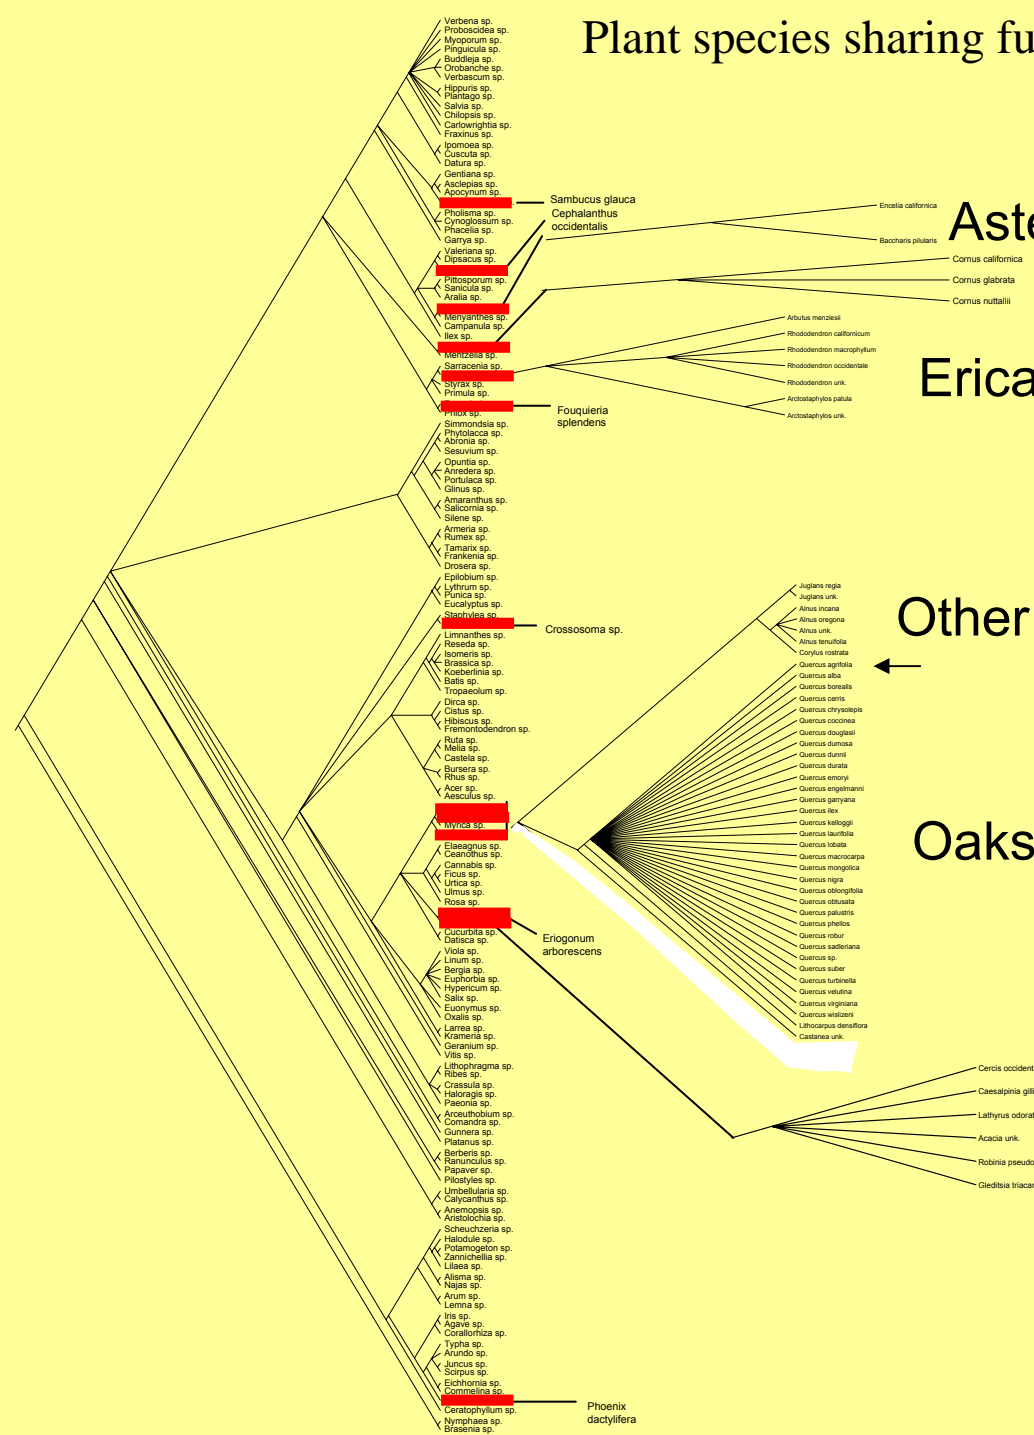 Plant species sharing fu
Verbena sp.
Proboscidea sp.
Myoporum sp.
Pinguicula sp.
Buddleja sp.
Orobanche sp.
Verbascum sp.
Hippuris sp.
Plantago sp.
Salvia sp.
Chilopsis sp.
Carlowrightia sp.
Fraxinus sp.
Ipomoea sp.
Cuscuta sp.
Datura sp.
Gentiana sp.
Asclepias sp.
Apocynum sp.
Pholisma sp.
Cynoglossum sp.
Phacelia sp.
Garrya sp.
Valeriana sp.
Dipsacus sp.
Pittosporum sp.
Sanicula sp.
Aralia sp.
Menyanthes sp.
Campanula sp.
Ilex sp.
Mentzelia sp.
Sarracenia sp.
Styrax sp.
Primula sp.
Phlox sp.
Simmondsia sp.
Phytolacca sp.
Abronia sp.
Sesuvium sp.
Opuntia sp.
Anredera sp.
Portulaca sp.
Glinus sp.
Amaranthus sp.
Salicornia sp.
Silene sp.
Armeria sp.
Rumex sp.
Tamarix sp.
Frankenia sp.
Drosera sp.
Epilobium sp.
Lythrum sp.
Punica sp.
Eucalyptus sp.
Staphylea sp.
Limnanthes sp.
Reseda sp.
Isomeris sp.
Brassica sp.
Koeberlinia sp.
Batis sp.
Tropaeolum sp.
Dirca sp.
Cistus sp.
Hibiscus sp.
Fremontodendron sp.
Ruta sp.
Melia sp.
Castela sp.
Bursera sp.
Rhus sp.
Acer sp.
Aesculus sp.
Myrica sp.
Elaeagnus sp.
Ceanothus sp.
Cannabis sp.
Ficus sp.
Urtica sp.
Ulmus sp.
Rosa sp.
Cucurbita sp.
Datisca sp.
Viola sp.
Linum sp.
Bergia sp.
Euphorbia sp.
Hypericum sp.
Salix sp.
Euonymus sp.
Oxalis sp.
Larrea sp.
Krameria sp.
Geranium sp.
Vitis sp.
Lithophragma sp.
Ribes sp.
Crassula sp.
Haloragis sp.
Paeonia sp.
Arceuthobium sp.
Comandra sp.
Gunnera sp.
Platanus sp.
Berberis sp.
Ranunculus sp.
Papaver sp.
Pilostyles sp.
Umbellularia sp.
Calycanthus sp.
Anemopsis sp.
Aristolochia sp.
Scheuchzeria sp.
Halodule sp.
Potamogeton sp.
Zannichellia sp.
Lilaea sp.
Alisma sp.
Najas sp.
Arum sp.
Lemna sp.
Iris sp.
Agave sp.
Corallorhiza sp.
Typha sp.
Arundo sp.
Juncus sp.
Scirpus sp.
Eichhornia sp.
Commelina sp.
Ceratophyllum sp.
Nymphaea sp.
Brasenia sp.
Sambucus glauca
Cephalanthus
occidentalis
Fouquieria
splendens
Crossosoma sp.
Eriogonum
arborescens
Phoenix
dactylifera
Encelia californica
Baccharis pilularis
Aste
Cornus californica
Cornus glabrata
Cornus nuttallii
Arbutus menziesii
Rhododendron californicum
Rhododendron macrophyllum
Rhododendron occidentale
Rhododendron unk.
Arctostaphylos patula
Arctostaphylos unk.
Erica
Juglans regia
Juglans unk.
Alnus incana
Alnus oregona
Alnus unk.
Alnus tenuifolia
Corylus rostrata
Other
Quercus agrifolia
Quercus alba
Quercus borealis
Quercus cerris
Quercus chrysolepis
Quercus coccinea
Quercus douglasii
Quercus dumosa
Quercus dunnii
Quercus durata
Quercus emoryi
Quercus engelmanni
Quercus garryana
Quercus ilex
Quercus kelloggii
Quercus laurifolia
Quercus lobata
Quercus macrocarpa
Quercus mongolica
Quercus nigra
Quercus oblongifolia
Quercus obtusata
Quercus palustris
Quercus phellos
Quercus robur
Quercus sadleriana
Quercus sp.
Quercus suber
Quercus turbinella
Quercus velutina
Quercus virginiana
Quercus wislizeni
Lithocarpus densiflora
Castanea unk.
Oaks
Cercis occident
Caesalpinia gilli
Lathyrus odorat
Acacia unk.
Robinia pseudo
Gleditsia triacan